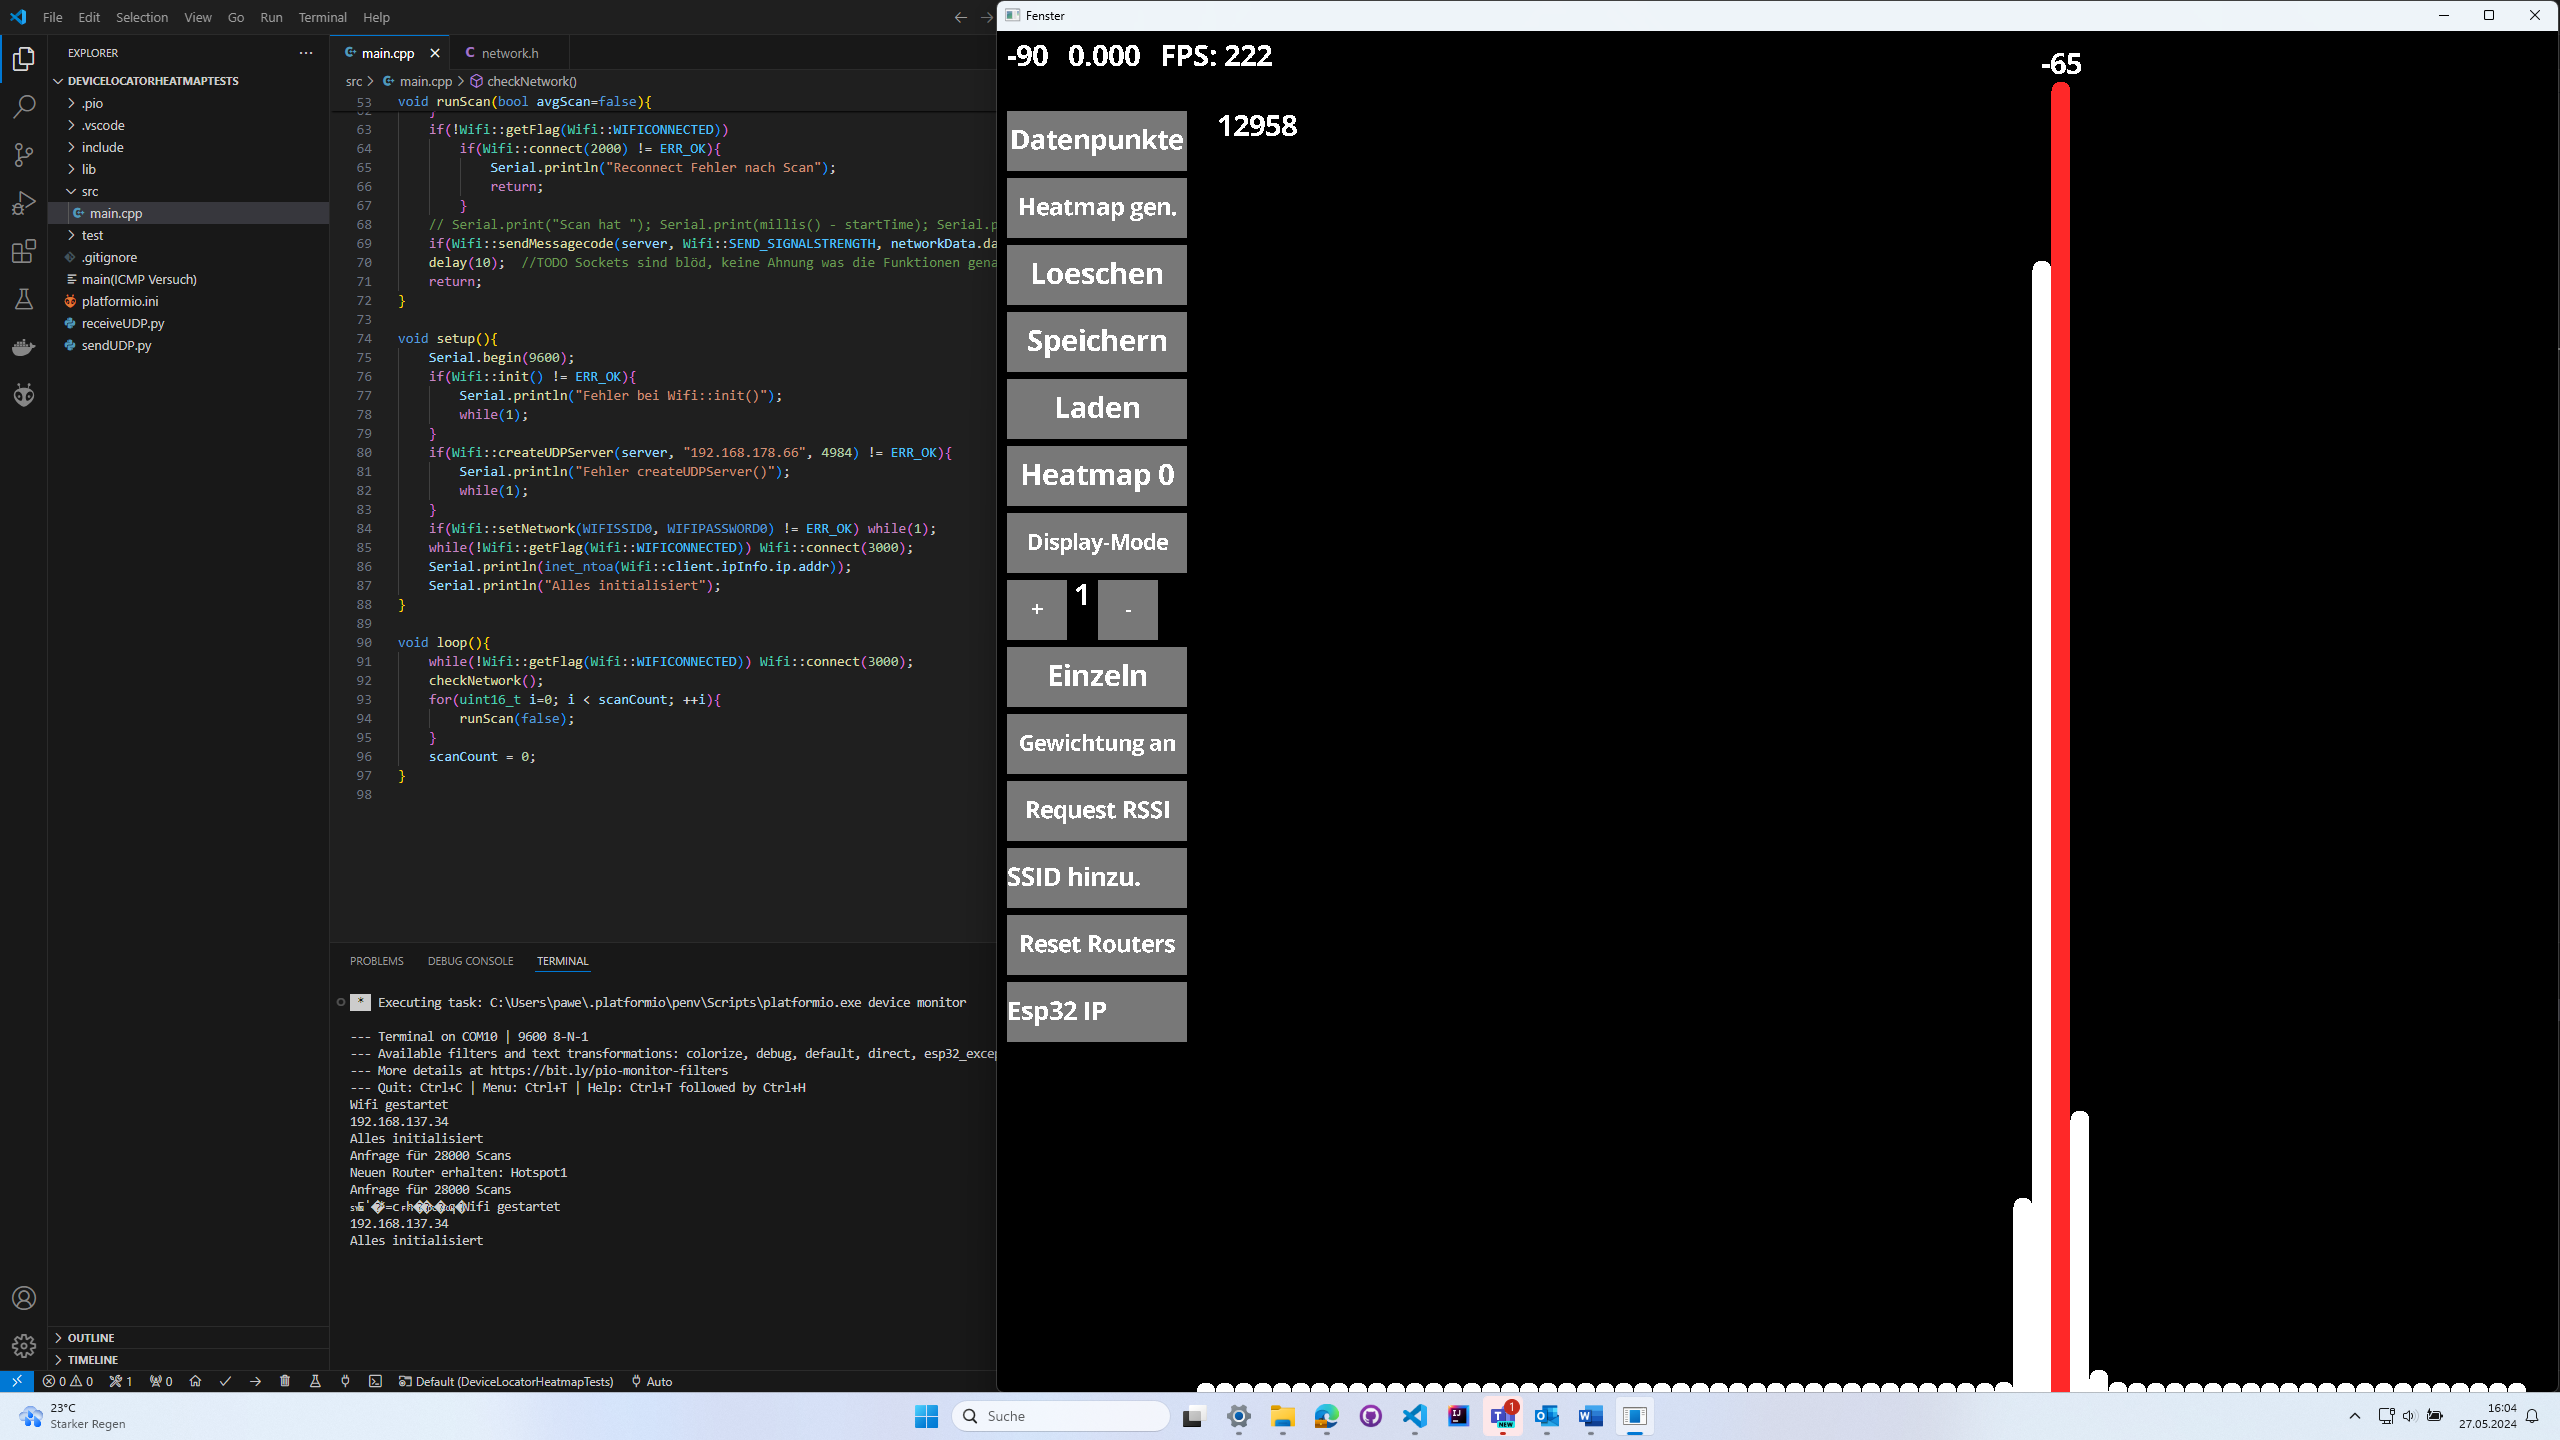 File Edit Selection View Go Run Terminal Help
EXPLORER
DEVICELOCATORHEATMAPTESTS
.pio
.vscode
include
lib
src
main.cpp
test
.gitignore
main(ICMP Versuch)
platformio.ini
receiveUDP.py
sendUDP.py
OUTLINE
TIMELINE
main.cpp
network.h
src > main.cpp > checkNetwork()
53 void runScan(bool avgScan=false){
62 }
63 if(!Wifi::getFlag(Wifi::WIFICONNECTED))
64 if(Wifi::connect(2000) != ERR_OK){
65 Serial.println("Reconnect Fehler nach Scan");
66 return;
67 }
68 // Serial.print("Scan hat "); Serial.print(millis() - startTime); Serial.p
69 if(Wifi::sendMessagecode(server, Wifi::SEND_SIGNALSTRENGTH, networkData.da
70 delay(10); //TODO Sockets sind blöd, keine Ahnung was die Funktionen gena
71 return;
72 }
73
74 void setup(){
75 Serial.begin(9600);
76 if(Wifi::init() != ERR_OK){
77 Serial.println("Fehler bei Wifi::init()");
78 while(1);
79 }
80 if(Wifi::createUDPServer(server, "192.168.178.66", 4984) != ERR_OK){
81 Serial.println("Fehler createUDPServer()");
82 while(1);
83 }
84 if(Wifi::setNetwork(WIFISSID0, WIFIPASSWORD0) != ERR_OK) while(1);
85 while(!Wifi::getFlag(Wifi::WIFICONNECTED)) Wifi::connect(3000);
86 Serial.println(inet_ntoa(Wifi::client.ipInfo.ip.addr));
87 Serial.println("Alles initialisiert");
88 }
89
90 void loop(){
91 while(!Wifi::getFlag(Wifi::WIFICONNECTED)) Wifi::connect(3000);
92 checkNetwork();
93 for(uint16_t i=0; i < scanCount; ++i){
94 runScan(false);
95 }
96 scanCount = 0;
97 }
98
PROBLEMS DEBUG CONSOLE TERMINAL
* Executing task: C:\Users\pawe\.platformio\penv\Scripts\platformio.exe device monitor
--- Terminal on COM10 | 9600 8-N-1
--- Available filters and text transformations: colorize, debug, default, direct, esp32_excep
--- More details at https://bit.ly/pio-monitor-filters
--- Quit: Ctrl+C | Menu: Ctrl+T | Help: Ctrl+T followed by Ctrl+H
Wifi gestartet
192.168.137.34
Alles initialisiert
Anfrage für 28000 Scans
Neuen Router erhalten: Hotspot1
Anfrage für 28000 Scans
Wifi gestartet
192.168.137.34
Alles initialisiert
0 0 1 0 Default (DeviceLocatorHeatmapTests) Auto
Fenster
-90 0.000 FPS: 222
-65
12958
Datenpunkte
Heatmap gen.
Loeschen
Speichern
Laden
Heatmap 0
Display-Mode
+ 1 -
Einzeln
Gewichtung an
Request RSSI
SSID hinzu.
Reset Routers
Esp32 IP
23°C
Starker Regen
Suche
1
NEW
16:04
27.05.2024